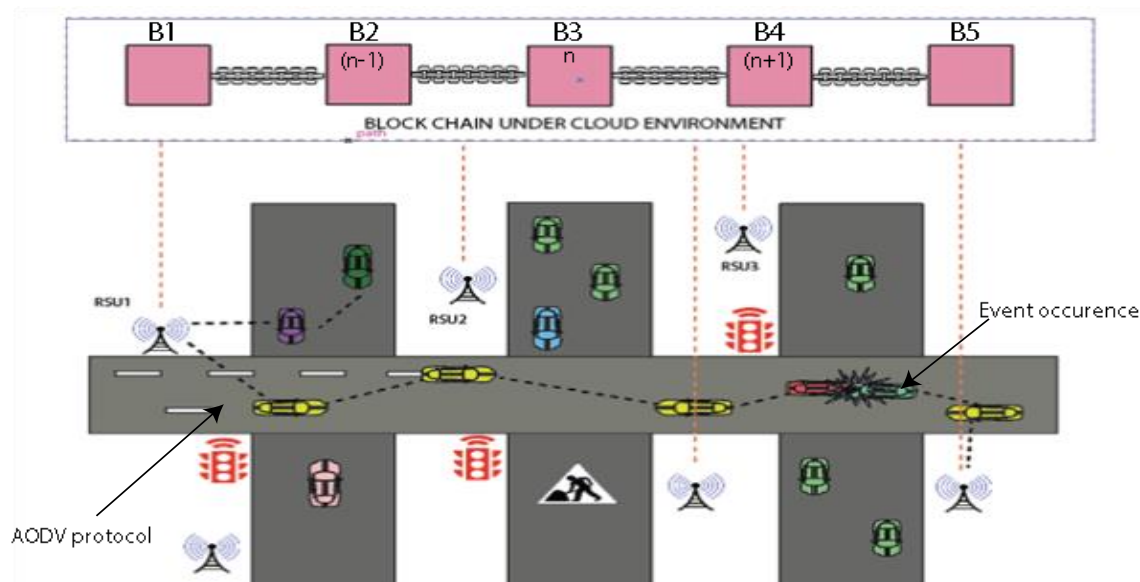 B1
B2
(n-1)
B3
n
B4
(n+1)
B5
BLOCK CHAIN UNDER CLOUD ENVIRONMENT
path
RSU1
RSU2
RSU3
Event occurence
AODV protocol